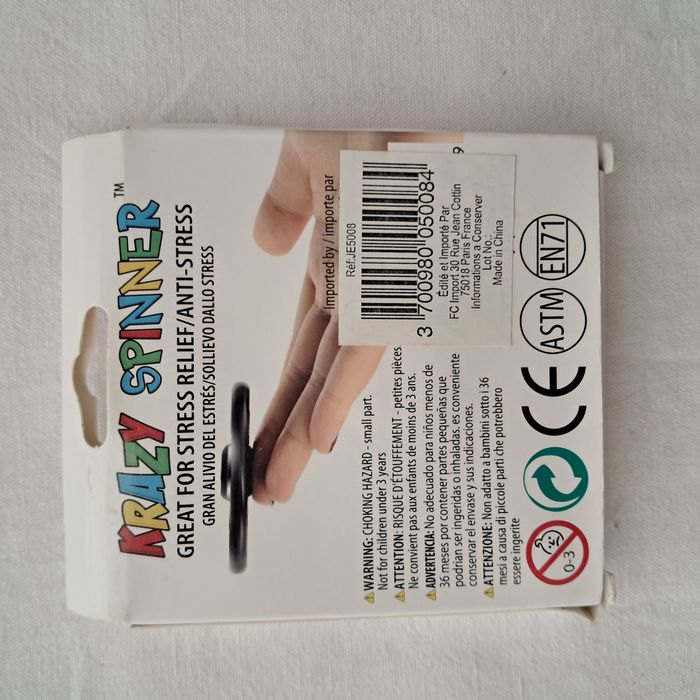 KRAZY SPINNER™
GREAT FOR STRESS RELIEF/ANTI-STRESS
GRAN ALIVIO DEL ESTRÉS/SOLLIEVO DALLO STRESS
Imported by / importe par
Réf:JE5008
3 700980 050084
Édité et Importé Par
FC Import 30 Rue Jean Cottin
75018 Paris France
Informations a Conserver
Lot No.:
Made in China
9
WARNING: CHOKING HAZARD - small part.
Not for children under 3 years
ATTENTION: RISQUE D'ÉTOUFFEMENT - petites pièces
Ne convient pas aux enfants de moins de 3 ans.
ADVERTENCIA: No adecuado para niños menores de
36 meses por contener partes pequeñas que
podrian ser ingeridas o inhaladas, es conveniente
conservar el envase y sus indicaciones.
ATTENZIONE: Non adatto a bambini sotto i 36
mesi a causa di piccole parti che potrebbero
essere ingerite
0-3
CE
ASTM
EN71